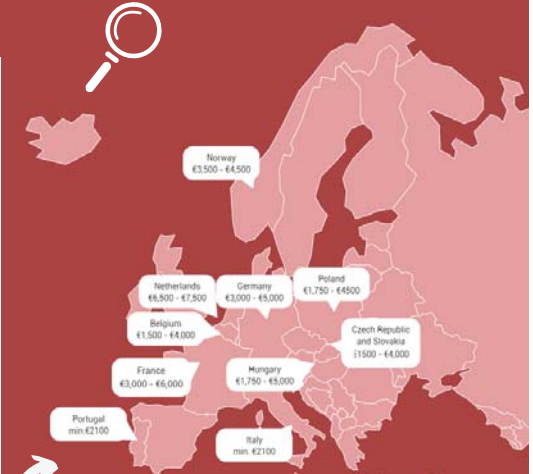 Norway
€3,500 - €4,500
Netherlands
€6,500 - €7,500
Germany
€3,000 - €5,000
Poland
€1,750 - €4500
Belgium
€1,500 - €4,000
Czech Republic
and Slovakia
í1500 - €4,000
France
€3,000 - €6,000
Hungary
€1,750 - €5,000
Portugal
min.€2100
Italy
min. €2100